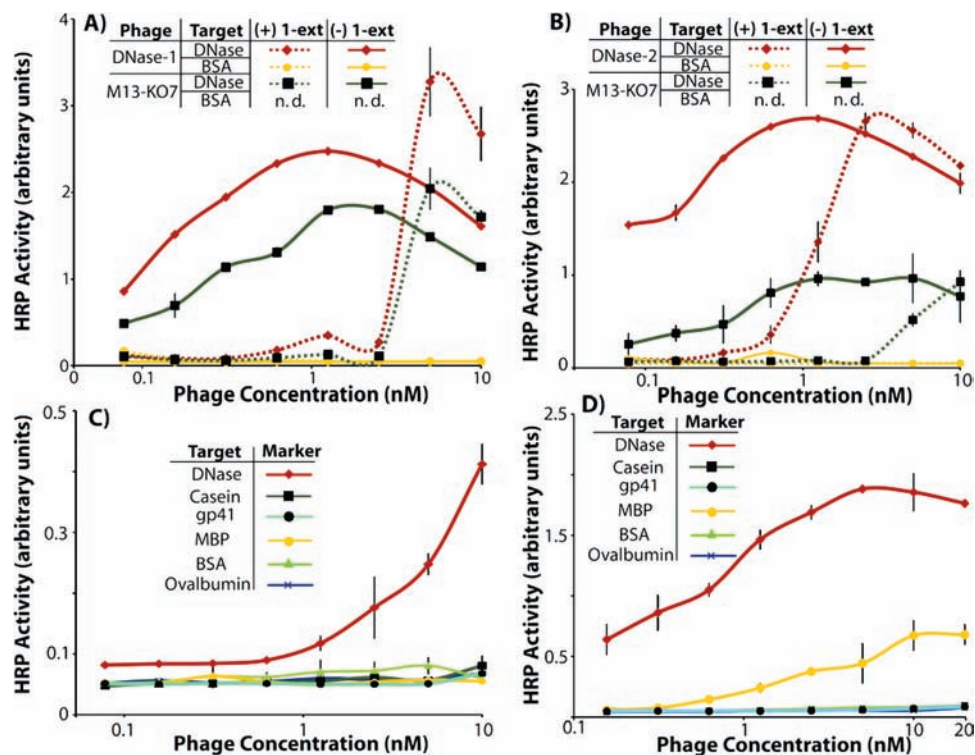 A)
Phage Target (+) 1-ext (-) 1-ext
DNase-1 DNase
BSA
M13-KO7 DNase
BSA n.d. n.d.
HRP Activity (arbitrary units)
4
3
2
1
0
0 0.1 1 10
Phage Concentration (nM)
B)
Phage Target (+) 1-ext (-) 1-ext
DNase-2 DNase
BSA
M13-KO7 DNase
BSA n.d. n.d.
HRP Activity (arbitrary units)
3
2
1
0
0.1 1 10
Phage Concentration (nM)
C)
Target Marker
DNase
Casein
gp41
MBP
BSA
Ovalbumin
HRP Activity (arbitrary units)
0.5
0.3
0.1
0
0.1 1 10
Phage Concentration (nM)
D)
Target Marker
DNase
Casein
gp41
MBP
BSA
Ovalbumin
HRP Activity (arbitrary units)
2.5
1.5
0.5
0.1 1 10 20
Phage Concentration (nM)